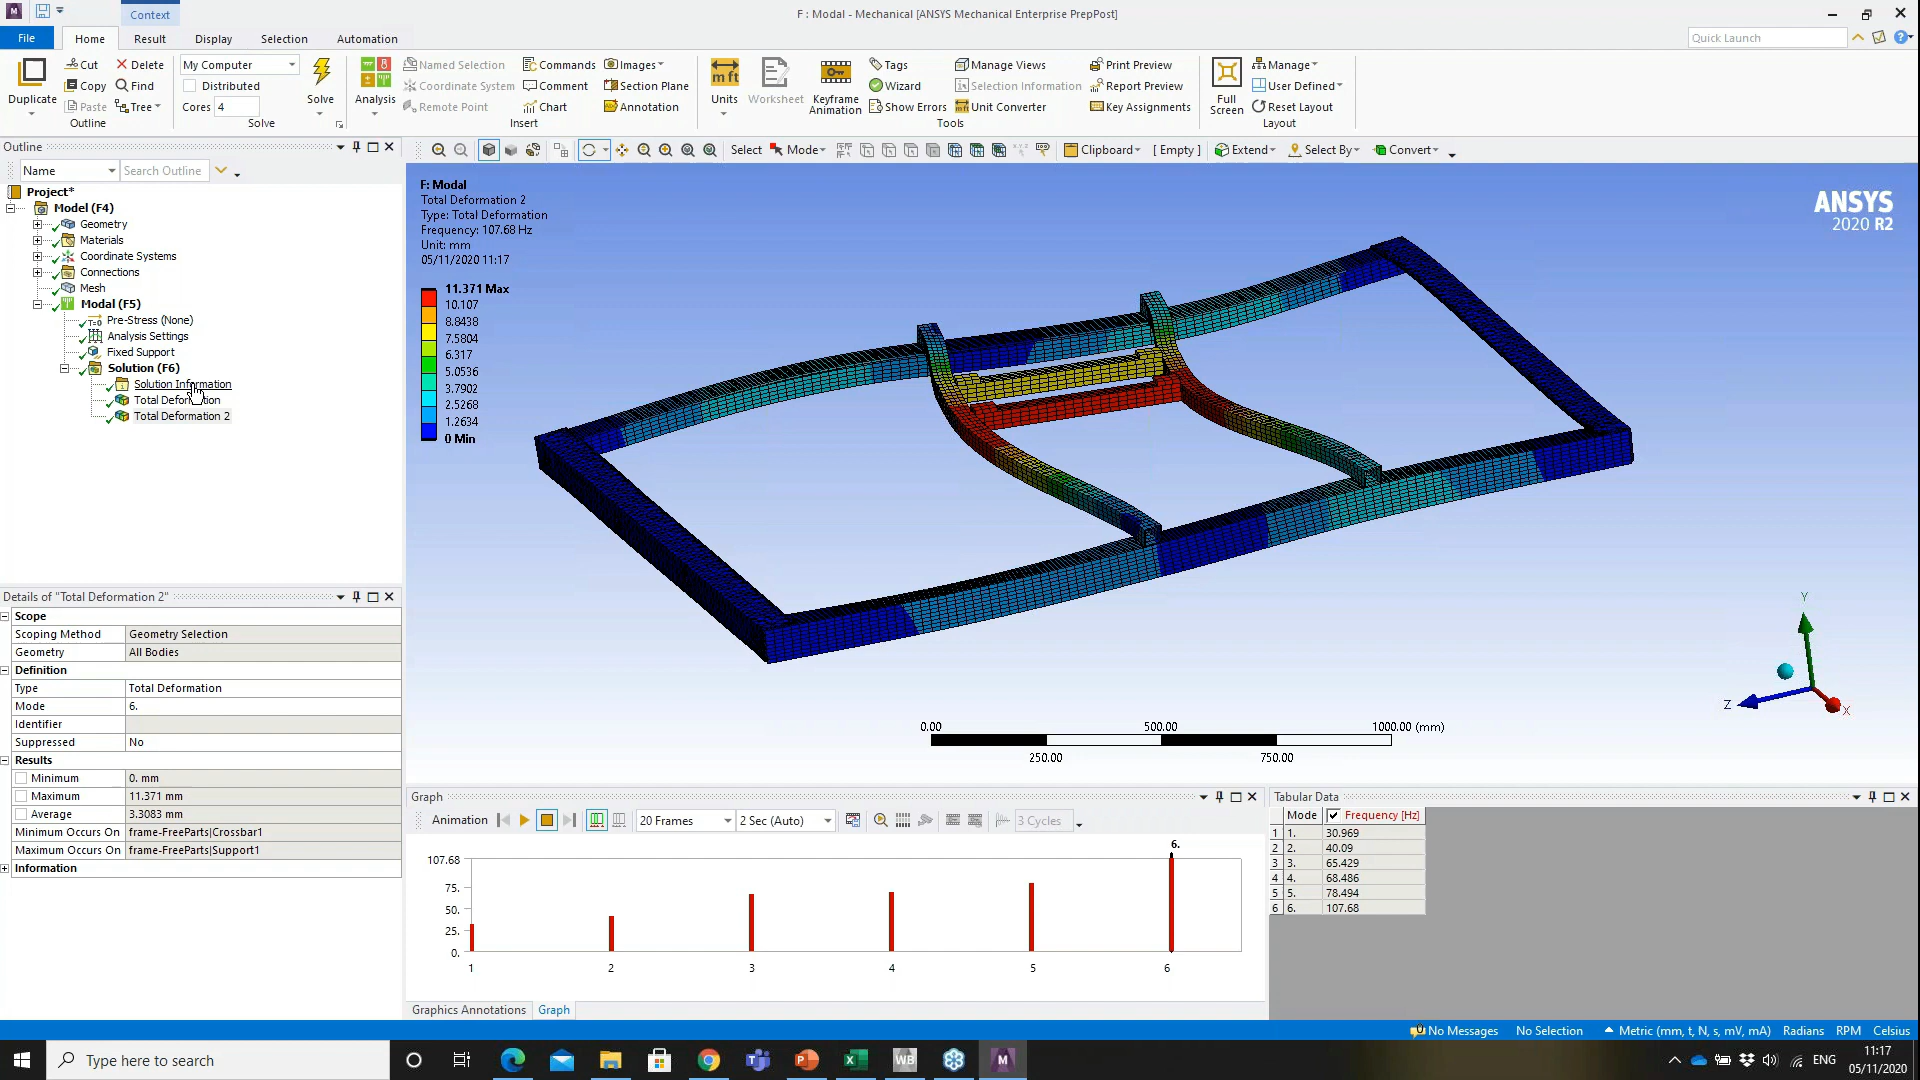 Context
F : Modal - Mechanical [ANSYS Mechanical Enterprise PrepPost]
File Home Result Display Selection Automation
Quick Launch
Duplicate
Outline
Cut
Copy
Paste
Delete
Find
Tree
My Computer
Distributed
Cores 4
Solve
Solve
Analysis
Named Selection
Coordinate System
Remote Point
Commands
Comment
Chart
Images
Section Plane
Annotation
Insert
Units
Worksheet
Keyframe
Animation
Tags
Wizard
Show Errors
Manage Views
Selection Information
Unit Converter
Print Preview
Report Preview
Key Assignments
Tools
Full
Screen
Manage
User Defined
Reset Layout
Layout
Outline
Name Search Outline
Project*
Model (F4)
Geometry
Materials
Coordinate Systems
Connections
Mesh
Modal (F5)
Pre-Stress (None)
Analysis Settings
Fixed Support
Solution (F6)
Solution Information
Total Deformation
Total Deformation 2
Select Mode Clipboard [ Empty ] Extend Select By Convert
F: Modal
Total Deformation 2
Type: Total Deformation
Frequency: 107.68 Hz
Unit: mm
05/11/2020 11:17
11.371 Max
10.107
8.8438
7.5804
6.317
5.0536
3.7902
2.5268
1.2634
0 Min
ANSYS
2020 R2
Y
Z
X
0.00 500.00 1000.00 (mm)
250.00 750.00
Details of "Total Deformation 2"
Scope
Scoping Method Geometry Selection
Geometry All Bodies
Definition
Type Total Deformation
Mode 6.
Identifier
Suppressed No
Results
Minimum 0. mm
Maximum 11.371 mm
Average 3.3083 mm
Minimum Occurs On frame-FreeParts|Crossbar1
Maximum Occurs On frame-FreeParts|Support1
Information
Graph
Animation 20 Frames 2 Sec (Auto) 3 Cycles
6.
107.68
75.
50.
25.
0.
1 2 3 4 5 6
Graphics Annotations Graph
Tabular Data
Mode Frequency [Hz]
1 1. 30.969
2 2. 40.09
3 3. 65.429
4 4. 68.486
5 5. 78.494
6 6. 107.68
No Messages No Selection Metric (mm, t, N, s, mV, mA) Radians RPM Celsius
Type here to search
ENG
11:17
05/11/2020